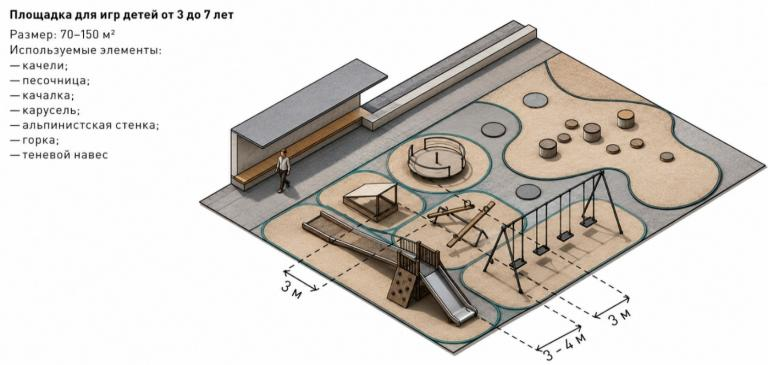 Площадка для игр детей от 3 до 7 лет
Размер: 70–150 м²
Используемые элементы:
— качели;
— песочница;
— качалка;
— карусель;
— альпинистская стенка;
— горка;
— теневой навес
3 м
3 м
3 – 4 м